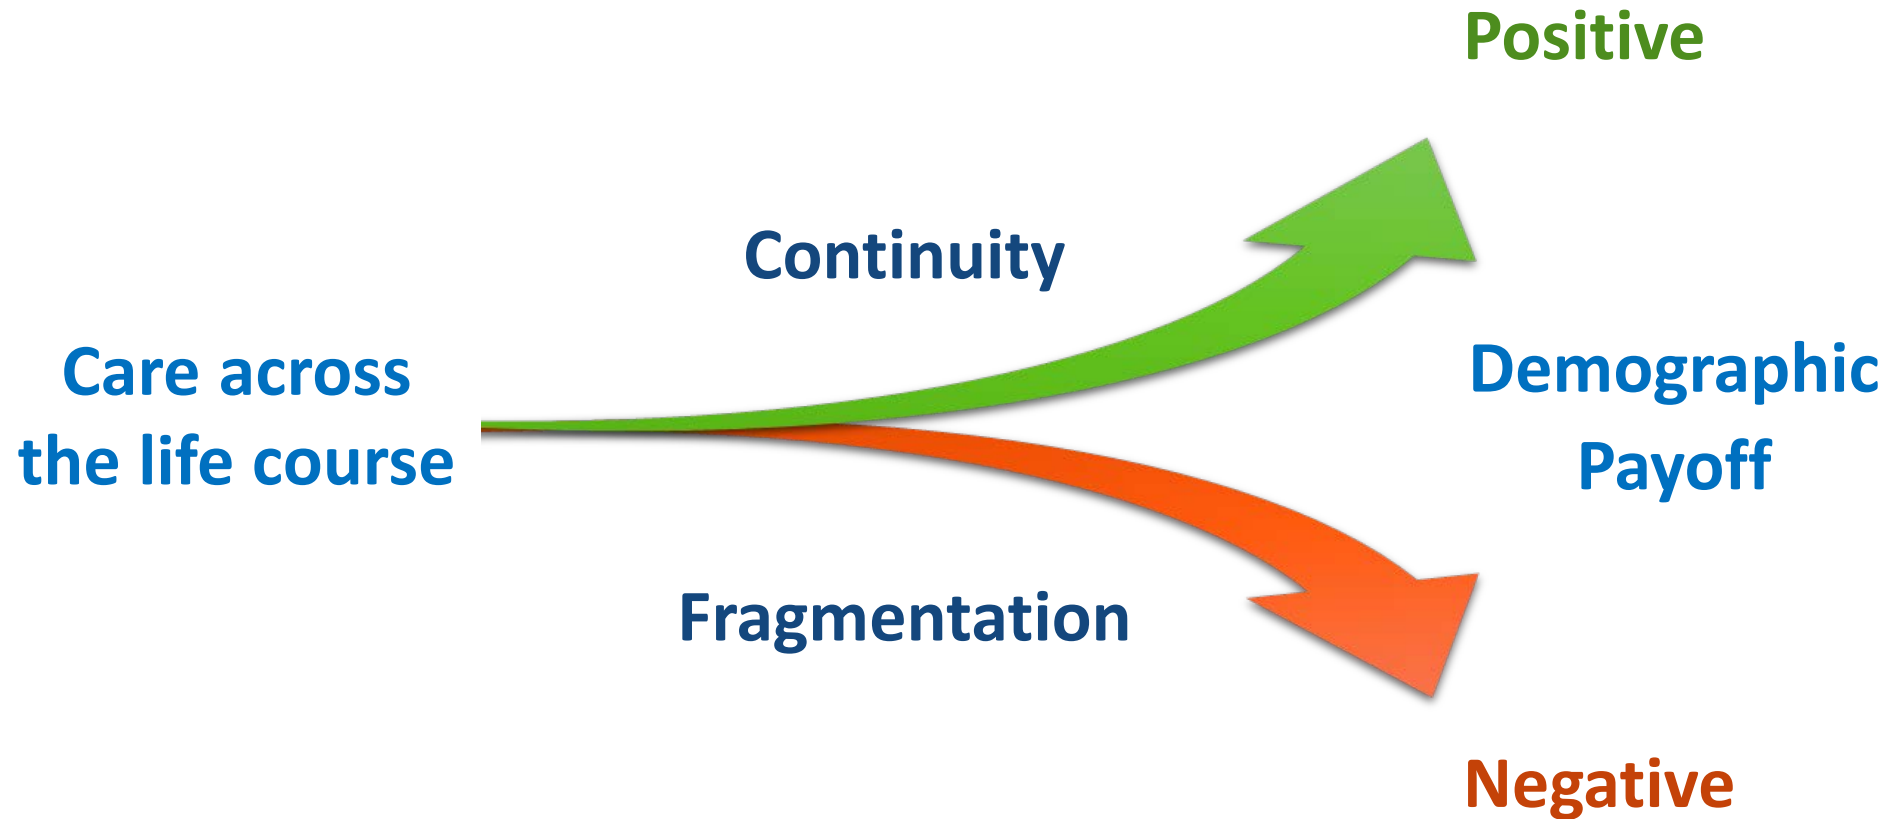 Positive
Continuity
Care across
the life course
Demographic
Payoff
Fragmentation
Negative